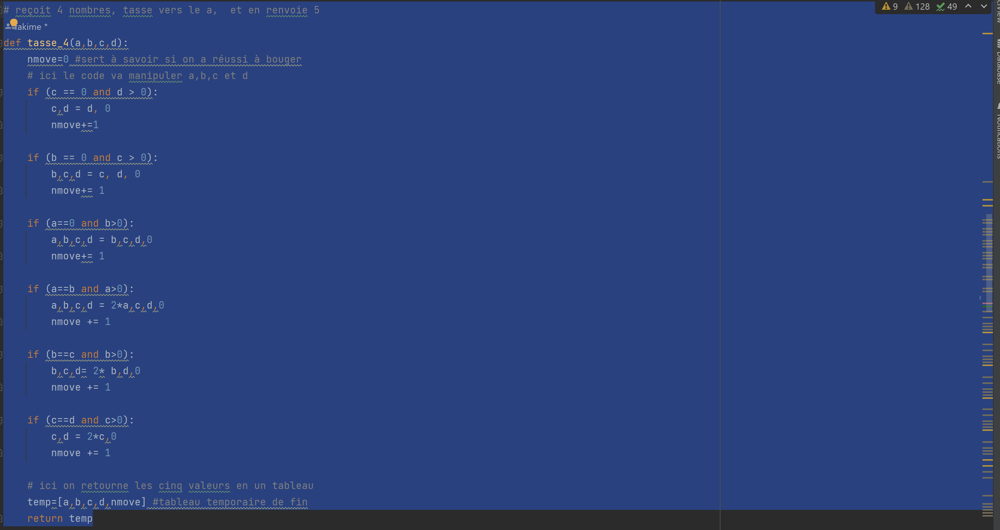 # reçoit 4 nombres, tasse vers le a,  et en renvoie 5
9 128 49
akime *
def tasse_4(a,b,c,d):
    nmove=0 #sert à savoir si on a réussi à bouger
    # ici le code va manipuler a,b,c et d
    if (c == 0 and d > 0):
        c,d = d, 0
        nmove+=1
    if (b == 0 and c > 0):
        b,c,d = c, d, 0
        nmove+= 1
    if (a==0 and b>0):
        a,b,c,d = b,c,d,0
        nmove+= 1
    if (a==b and a>0):
        a,b,c,d = 2*a,c,d,0
        nmove += 1
    if (b==c and b>0):
        b,c,d= 2* b,d,0
        nmove += 1
    if (c==d and c>0):
        c,d = 2*c,0
        nmove += 1
    # ici on retourne les cinq valeurs en un tableau
    temp=[a,b,c,d,nmove] #tableau temporaire de fin
    return temp
Database
Notifications